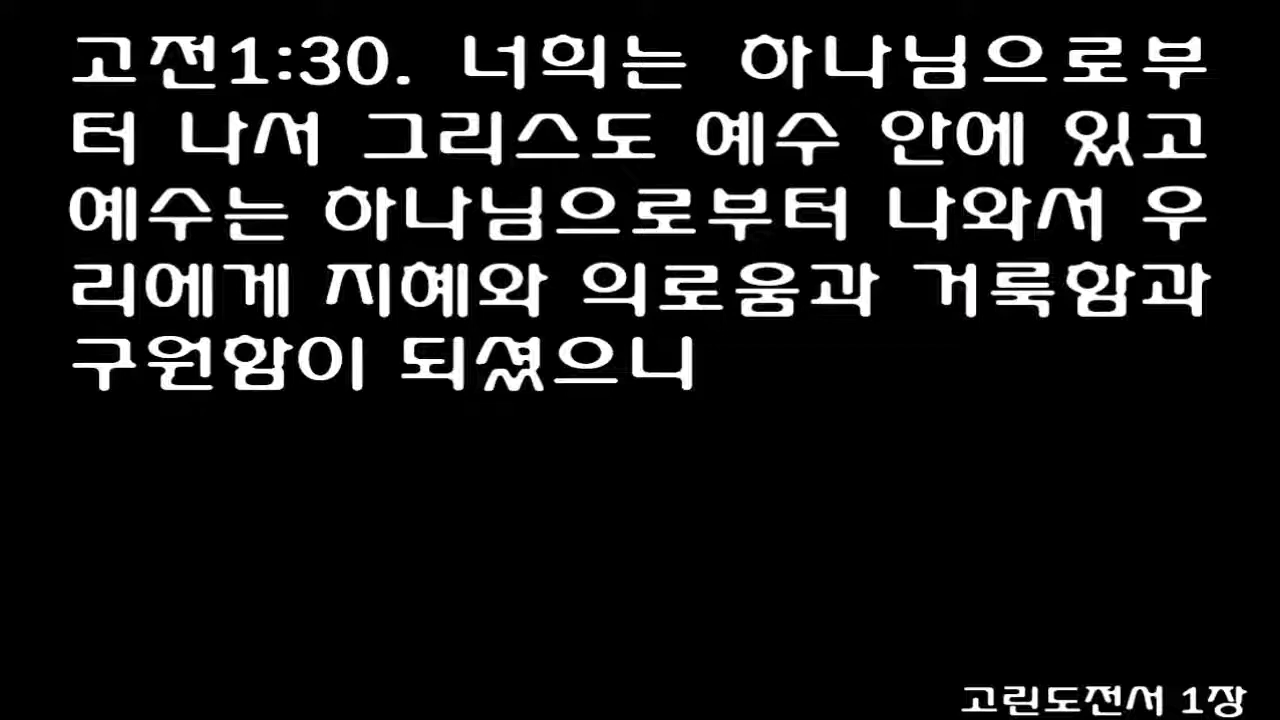 고전1:30. 너희는 하나님으로부
터 나서 그리스도 예수 안에 있고
예수는 하나님으로부터 나와서 우
리에게 지혜와 의로움과 거룩함과
구원함이 되셨으니
고린도전서 1장